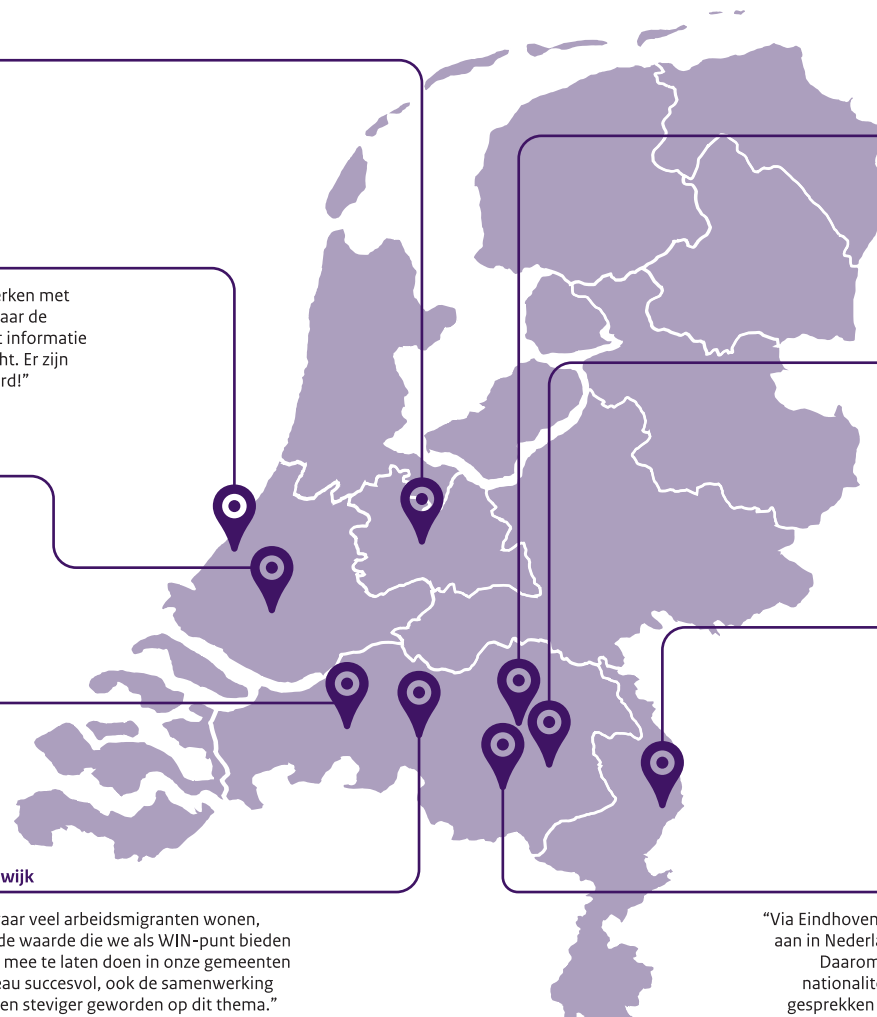 erken met
aar de
t informatie
ht. Er zijn
rd!”
wijk
aar veel arbeidsmigranten wonen,
de waarde die we als WIN-punt bieden
mee te laten doen in onze gemeenten
eau succesvol, ook de samenwerking
en steviger geworden op dit thema.”
“Via Eindhoven
aan in Nederla
Daarom
nationalite
gesprekken